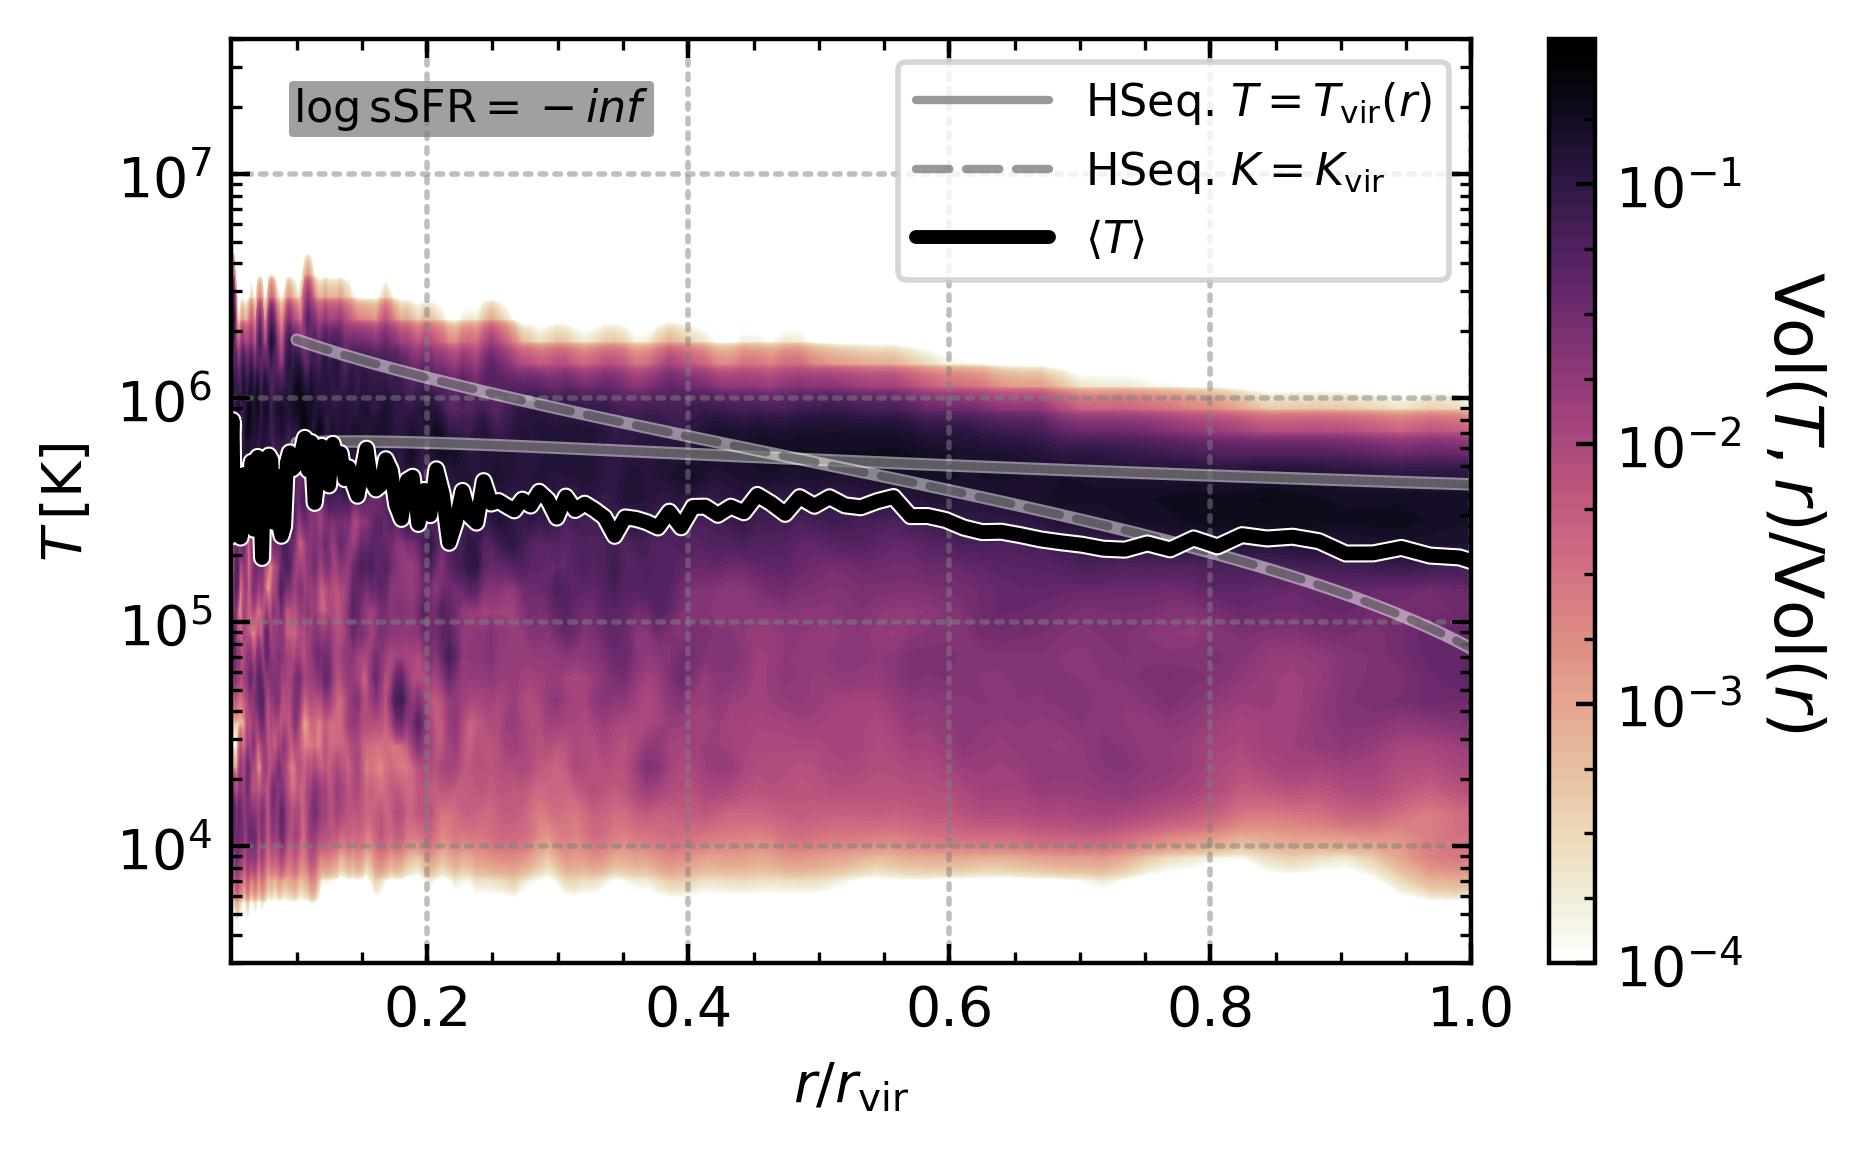 log sSFR = −inf
HSeq. T = T_vir(r)
HSeq. K = K_vir
⟨T⟩
10^7
10^6
10^5
10^4
T [K]
0.2 0.4 0.6 0.8 1.0
r/r_vir
10^−1
10^−2
10^−3
10^−4
Vol(T, r)/Vol(r)